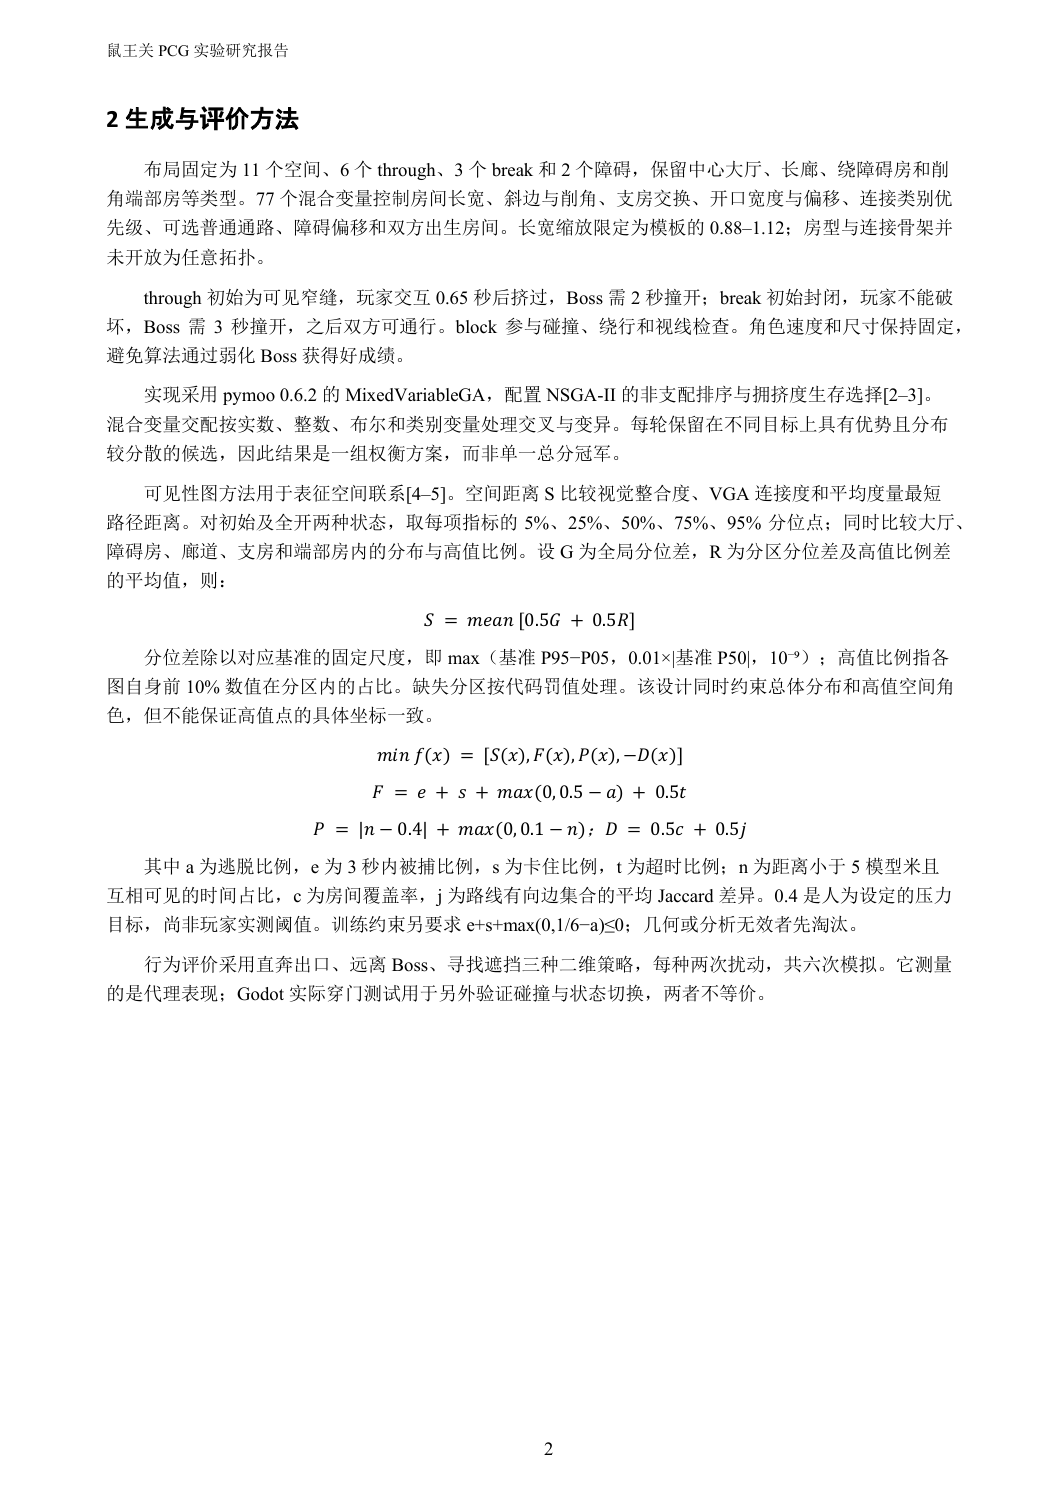 鼠王关 PCG 实验研究报告
2 生成与评价方法
布局固定为 11 个空间、6 个 through、3 个 break 和 2 个障碍，保留中心大厅、长廊、绕障碍房和削
角端部房等类型。77 个混合变量控制房间长宽、斜边与削角、支房交换、开口宽度与偏移、连接类别优
先级、可选普通通路、障碍偏移和双方出生房间。长宽缩放限定为模板的 0.88–1.12；房型与连接骨架并
未开放为任意拓扑。
through 初始为可见窄缝，玩家交互 0.65 秒后挤过，Boss 需 2 秒撞开；break 初始封闭，玩家不能破
坏，Boss 需 3 秒撞开，之后双方可通行。block 参与碰撞、绕行和视线检查。角色速度和尺寸保持固定，
避免算法通过弱化 Boss 获得好成绩。
实现采用 pymoo 0.6.2 的 MixedVariableGA，配置 NSGA-II 的非支配排序与拥挤度生存选择[2–3]。
混合变量交配按实数、整数、布尔和类别变量处理交叉与变异。每轮保留在不同目标上具有优势且分布
较分散的候选，因此结果是一组权衡方案，而非单一总分冠军。
可见性图方法用于表征空间联系[4–5]。空间距离 S 比较视觉整合度、VGA 连接度和平均度量最短
路径距离。对初始及全开两种状态，取每项指标的 5%、25%、50%、75%、95% 分位点；同时比较大厅、
障碍房、廊道、支房和端部房内的分布与高值比例。设 G 为全局分位差，R 为分区分位差及高值比例差
的平均值，则：
S = mean [0.5G + 0.5R]
分位差除以对应基准的固定尺度，即 max（基准 P95−P05，0.01×|基准 P50|，10⁻⁹）；高值比例指各
图自身前 10% 数值在分区内的占比。缺失分区按代码罚值处理。该设计同时约束总体分布和高值空间角
色，但不能保证高值点的具体坐标一致。
min f(x) = [S(x), F(x), P(x), −D(x)]
F = e + s + max(0, 0.5 − a) + 0.5t
P = |n − 0.4| + max(0, 0.1 − n)；D = 0.5c + 0.5j
其中 a 为逃脱比例，e 为 3 秒内被捕比例，s 为卡住比例，t 为超时比例；n 为距离小于 5 模型米且
互相可见的时间占比，c 为房间覆盖率，j 为路线有向边集合的平均 Jaccard 差异。0.4 是人为设定的压力
目标，尚非玩家实测阈值。训练约束另要求 e+s+max(0,1/6−a)≤0；几何或分析无效者先淘汰。
行为评价采用直奔出口、远离 Boss、寻找遮挡三种二维策略，每种两次扰动，共六次模拟。它测量
的是代理表现；Godot 实际穿门测试用于另外验证碰撞与状态切换，两者不等价。
2